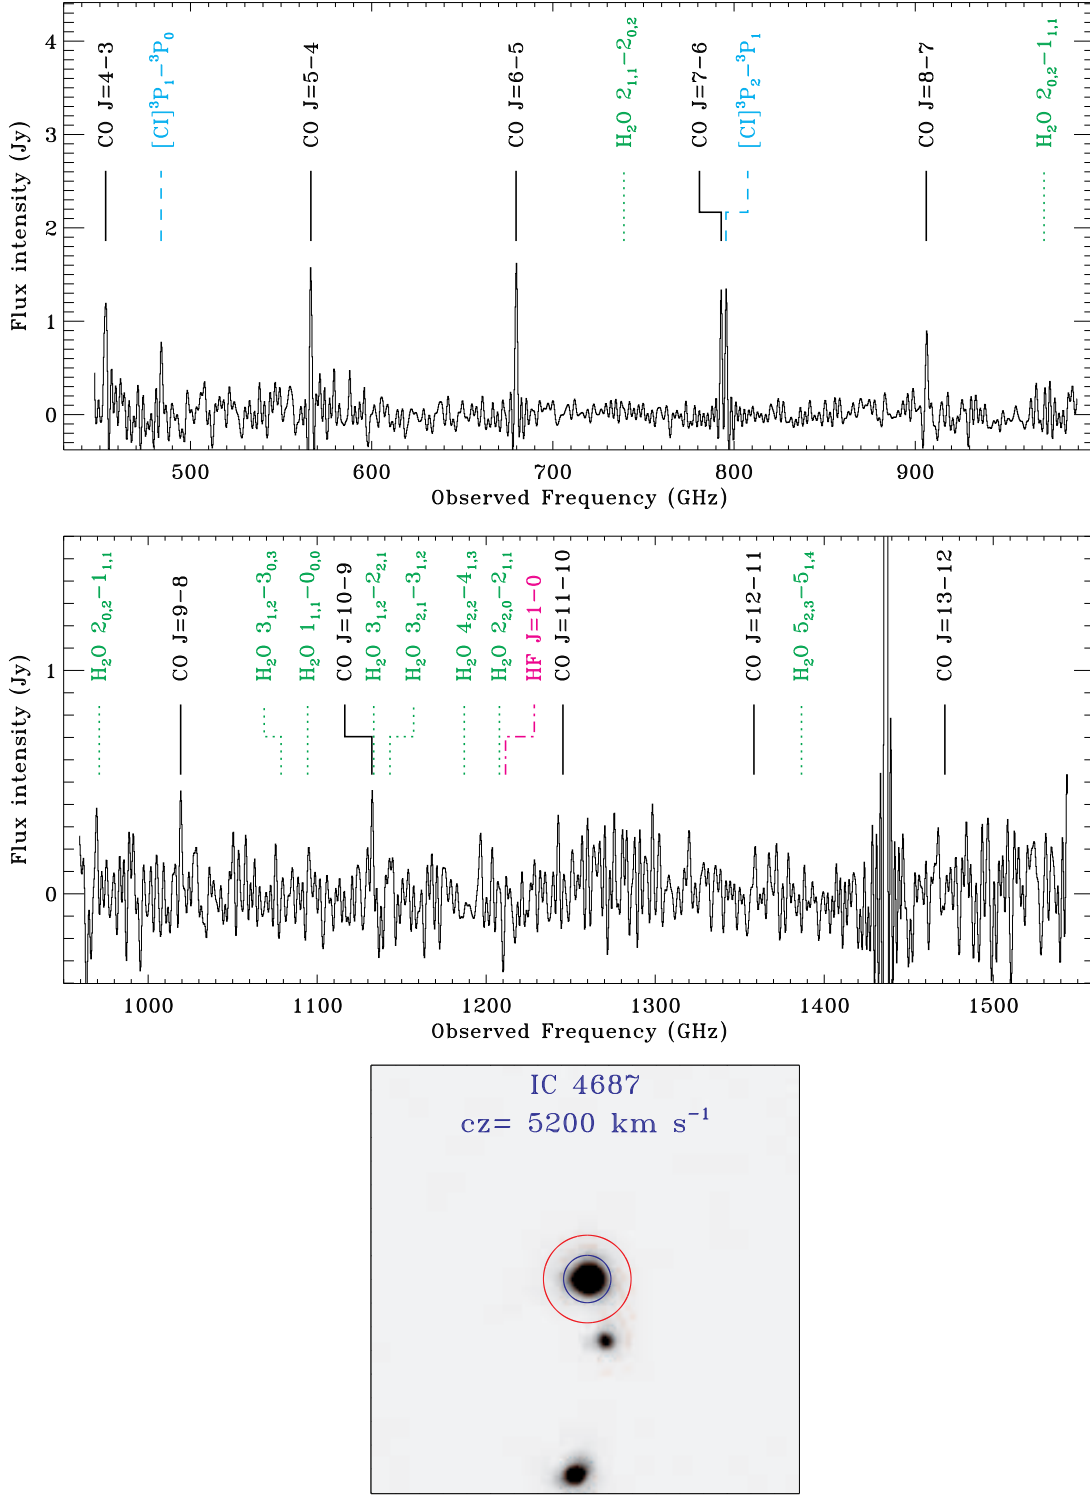 CO J=4−3
[CI]³P₁−³P₀
CO J=5−4
CO J=6−5
H₂O 2₁,₁−2₀,₂
CO J=7−6
[CI]³P₂−³P₁
CO J=8−7
H₂O 2₀,₂−1₁,₁
Flux intensity (Jy)
4
3
2
1
0
500 600 700 800 900
Observed Frequency (GHz)
H₂O 2₀,₂−1₁,₁
CO J=9−8
H₂O 3₁,₂−3₀,₃
H₂O 1₁,₁−0₀,₀
CO J=10−9
H₂O 3₁,₂−2₂,₁
H₂O 3₂,₁−3₁,₂
H₂O 4₂,₂−4₁,₃
H₂O 2₂,₀−2₁,₁
HF J=1−0
CO J=11−10
CO J=12−11
H₂O 5₂,₃−5₁,₄
CO J=13−12
Flux intensity (Jy)
1
0
1000 1100 1200 1300 1400 1500
Observed Frequency (GHz)
IC 4687
cz= 5200 km s⁻¹